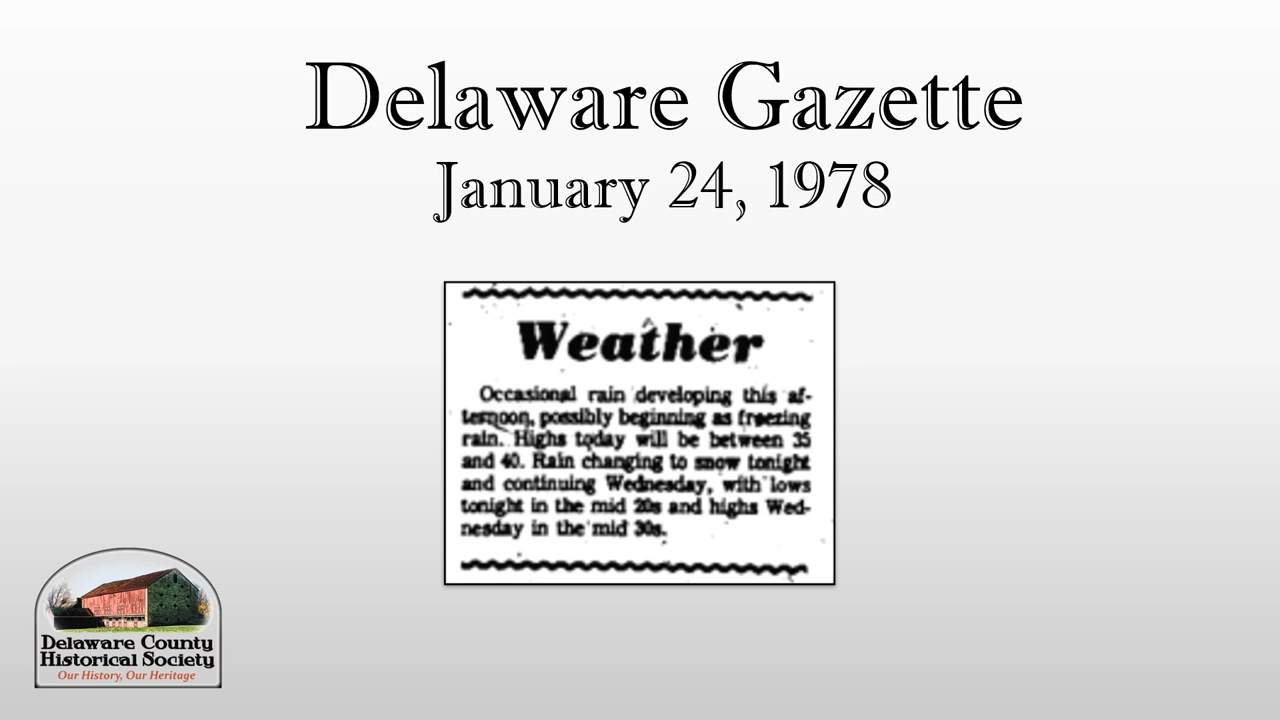 Delaware Gazette
January 24, 1978
Weather
Occasional rain developing this af-
ternoon, possibly beginning as freezing
rain. Highs today will be between 35
and 40. Rain changing to snow tonight
and continuing Wednesday, with lows
tonight in the mid 20s and highs Wed-
nesday in the mid 30s.
Delaware County
Historical Society
Our History, Our Heritage